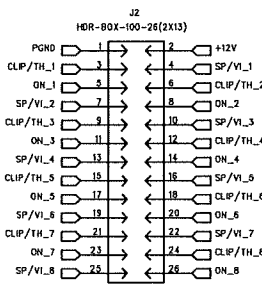 J2
HDR-BOX-100-26(2X13)
PGND 1 2 +12V
CLIP/TH_1 3 4 SP/VI_1
ON_1 5 6 CLIP/TH_2
SP/VI_2 7 8 ON_2
CLIP/TH_3 9 10 SP/VI_3
ON_3 11 12 CLIP/TH_4
SP/VI_4 13 14 ON_4
CLIP/TH_5 15 16 SP/VI_5
ON_5 17 18 CLIP/TH_6
SP/VI_6 19 20 ON_6
CLIP/TH_7 21 22 SP/VI_7
ON_7 23 24 CLIP/TH_8
SP/VI_8 25 26 ON_8